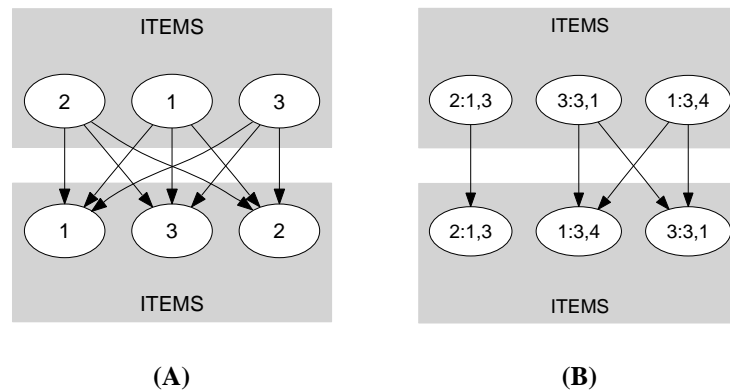 ITEMS ITEMS
2 1 3 2:1,3 3:3,1 1:3,4
1 3 2 2:1,3 1:3,4 3:3,1
ITEMS ITEMS
(A) (B)